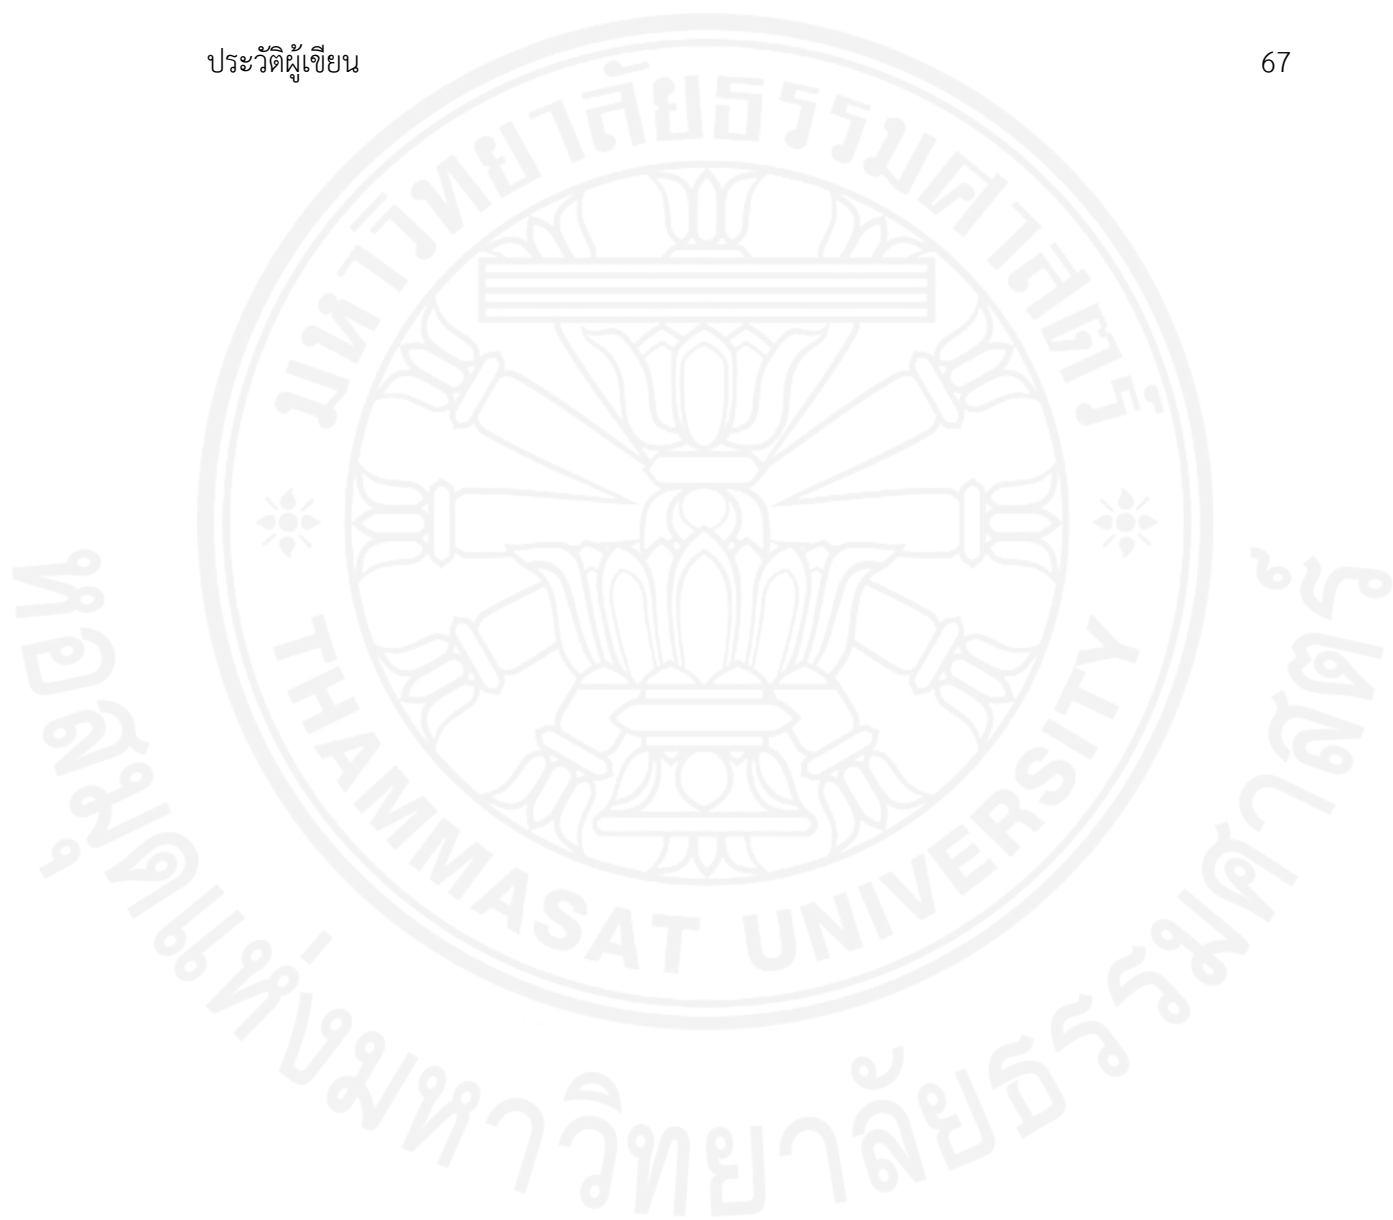 ประวัติผู้เขียน 67
มหาวิทยาลัยธรรมศาสตร์
THAMMASAT UNIVERSITY
หอสมุดแห่งมหาวิทยาลัยธรรมศาสตร์